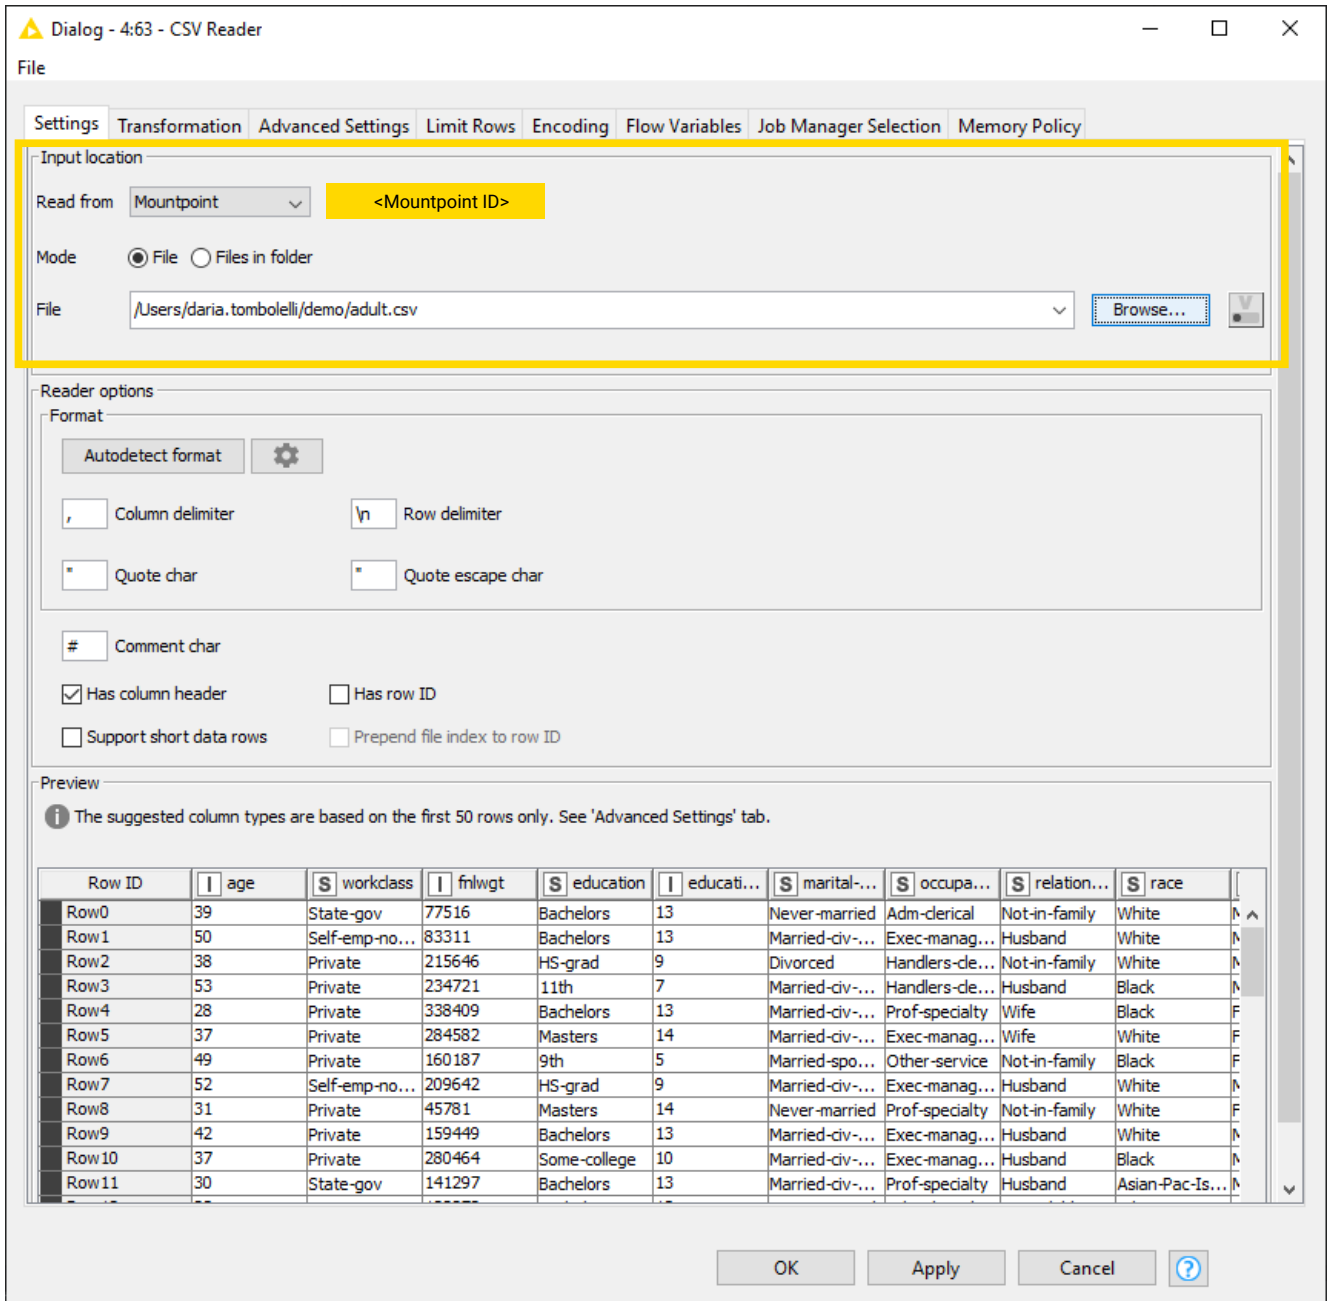 Dialog - 4:63 - CSV Reader
File
Settings Transformation Advanced Settings Limit Rows Encoding Flow Variables Job Manager Selection Memory Policy
Input location
Read from Mountpoint <Mountpoint ID>
Mode File Files in folder
File /Users/daria.tombolelli/demo/adult.csv Browse... V
Reader options
Format
Autodetect format
, Column delimiter \n Row delimiter
" Quote char " Quote escape char
# Comment char
Has column header Has row ID
Support short data rows Prepend file index to row ID
Preview
The suggested column types are based on the first 50 rows only. See 'Advanced Settings' tab.
Row ID I age S workclass I fnlwgt S education I educati... S marital-... S occupa... S relation... S race
Row0 39 State-gov 77516 Bachelors 13 Never-married Adm-clerical Not-in-family White
Row1 50 Self-emp-no... 83311 Bachelors 13 Married-civ-... Exec-manag... Husband White
Row2 38 Private 215646 HS-grad 9 Divorced Handlers-cle... Not-in-family White
Row3 53 Private 234721 11th 7 Married-civ-... Handlers-cle... Husband Black
Row4 28 Private 338409 Bachelors 13 Married-civ-... Prof-specialty Wife Black F
Row5 37 Private 284582 Masters 14 Married-civ-... Exec-manag... Wife White F
Row6 49 Private 160187 9th 5 Married-spo... Other-service Not-in-family Black F
Row7 52 Self-emp-no... 209642 HS-grad 9 Married-civ-... Exec-manag... Husband White
Row8 31 Private 45781 Masters 14 Never-married Prof-specialty Not-in-family White F
Row9 42 Private 159449 Bachelors 13 Married-civ-... Exec-manag... Husband White
Row10 37 Private 280464 Some-college 10 Married-civ-... Exec-manag... Husband Black
Row11 30 State-gov 141297 Bachelors 13 Married-civ-... Prof-specialty Husband Asian-Pac-Is...
OK Apply Cancel ?